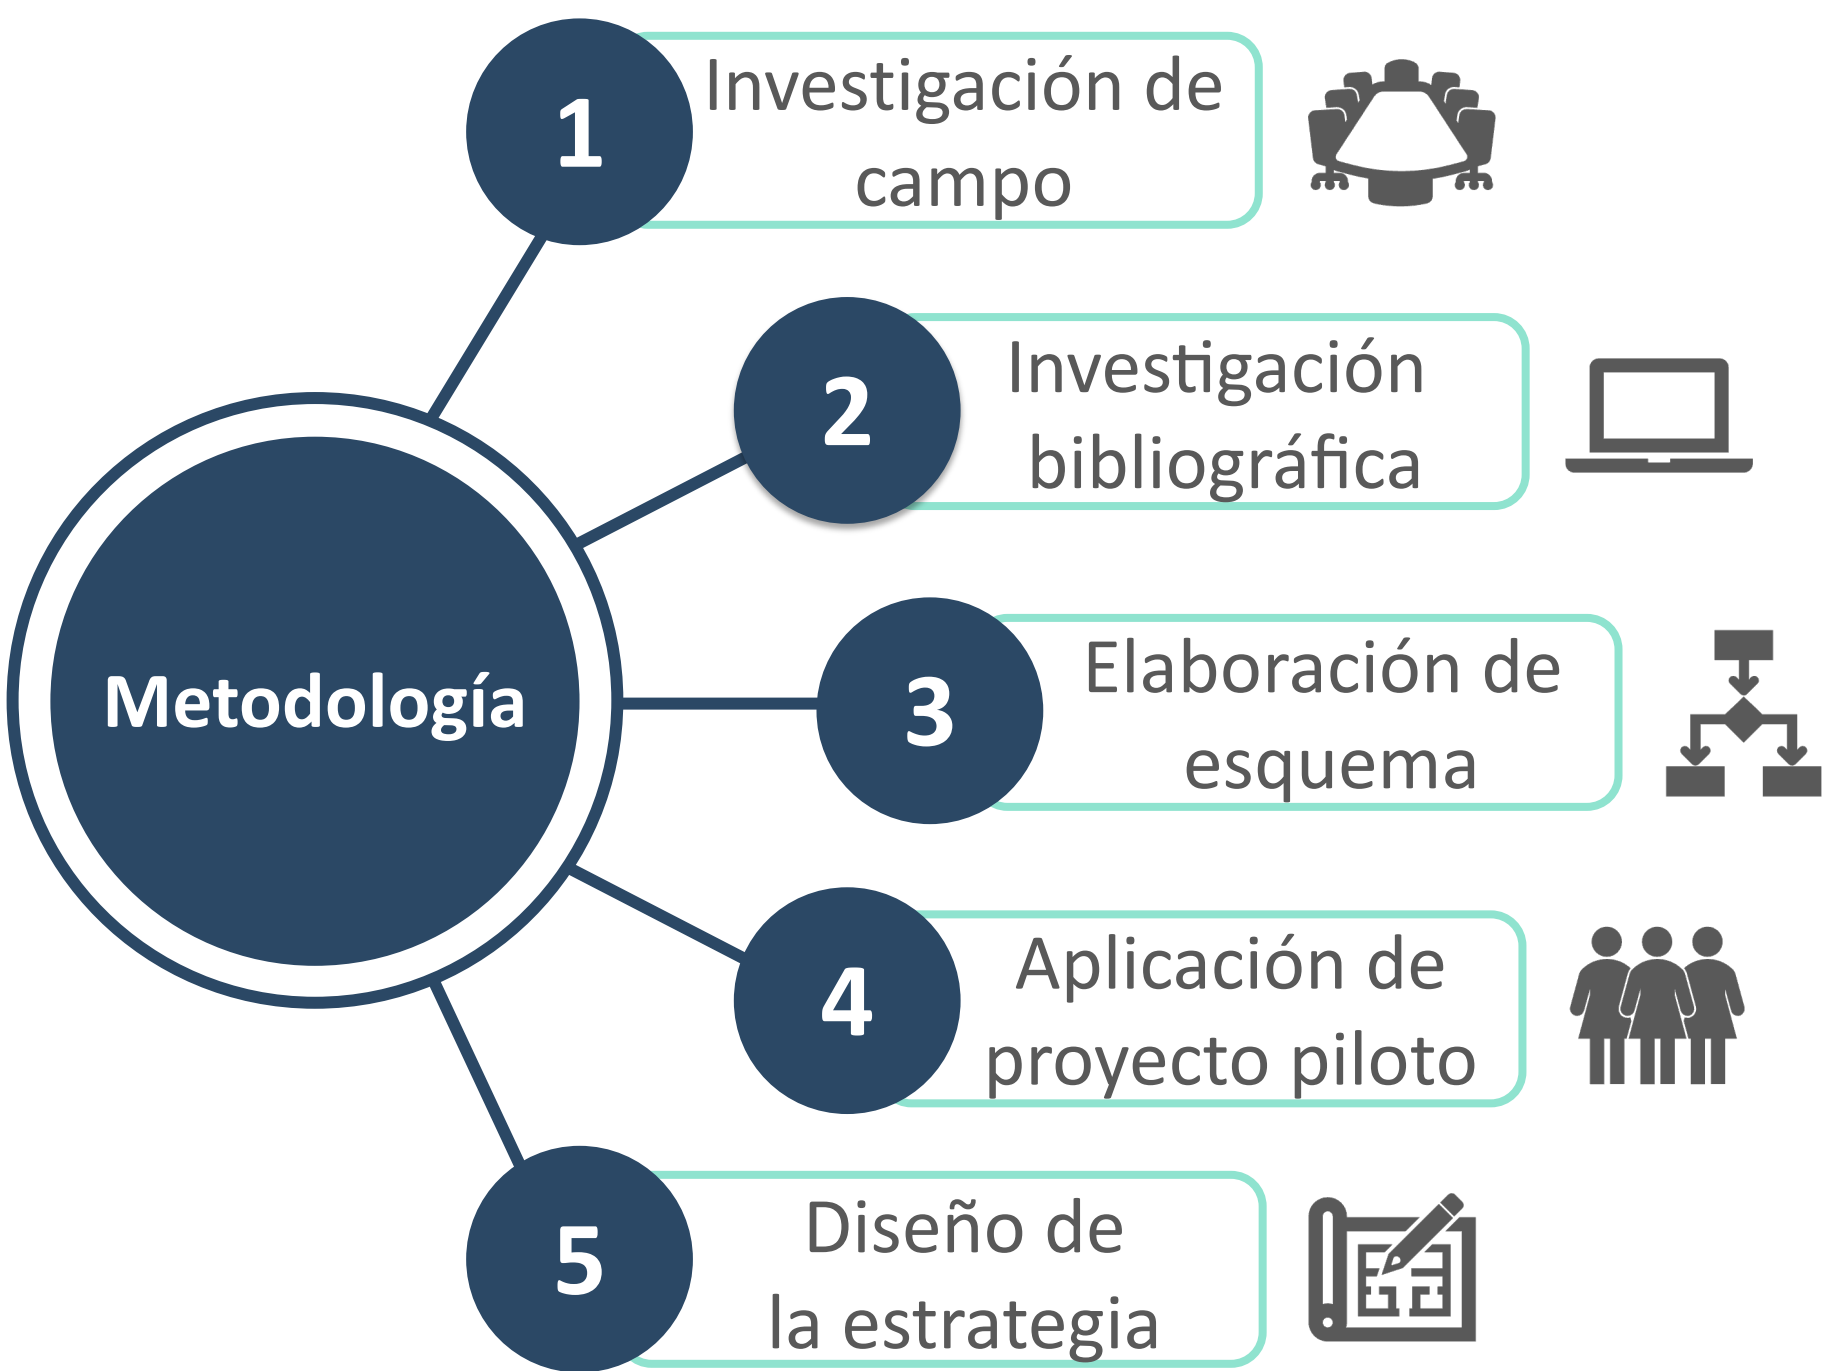 1
Investigación de
campo
2
Investigación
bibliográfica
Metodología
3
Elaboración de
esquema
4
Aplicación de
proyecto piloto
5
Diseño de
la estrategia